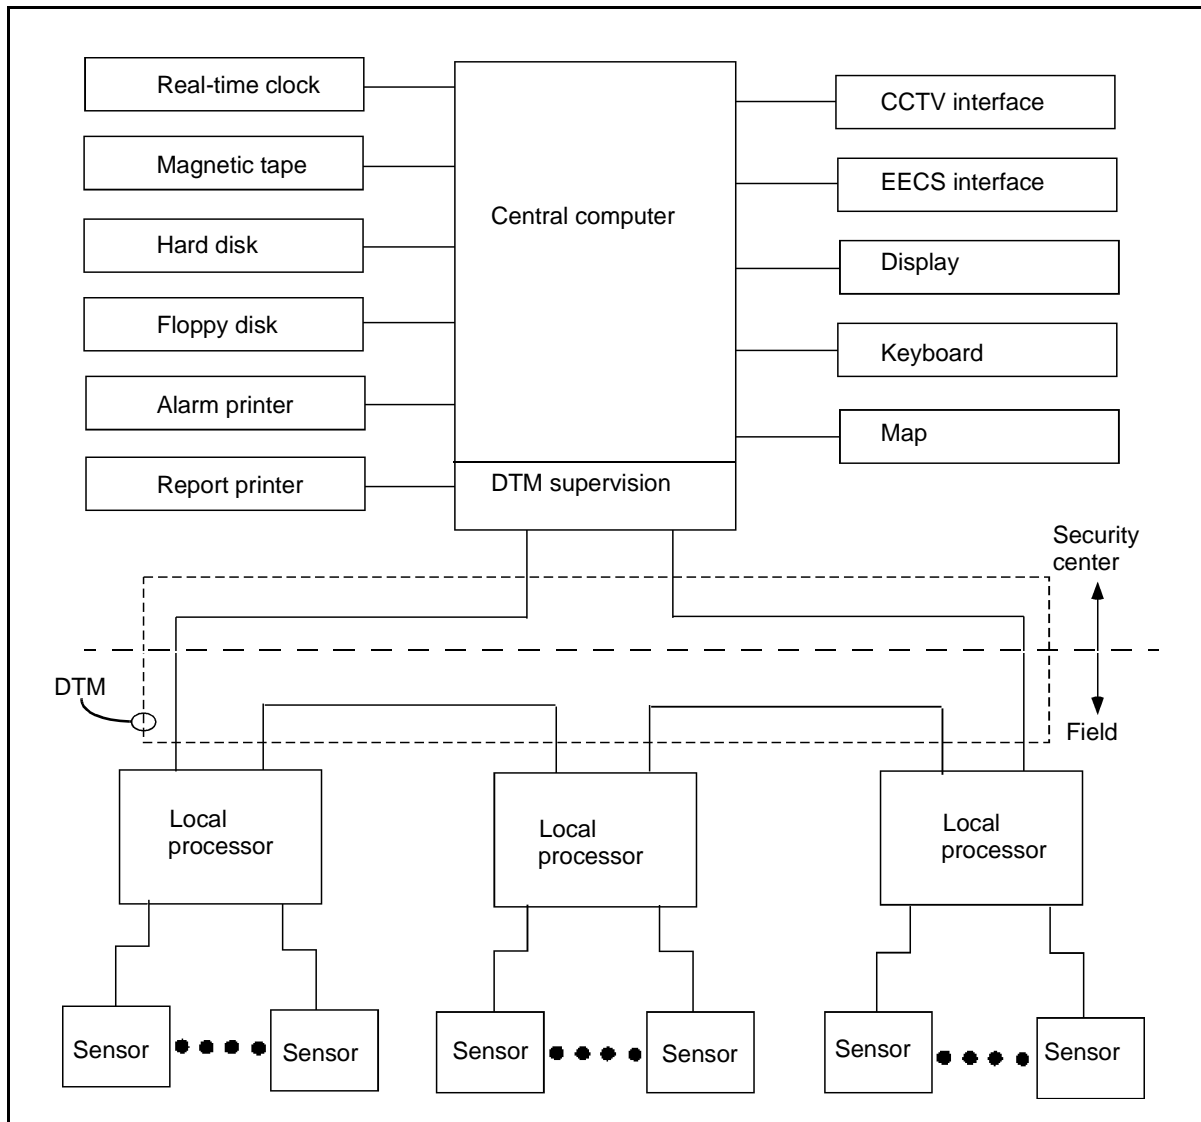 Real-time clock
Magnetic tape
Hard disk
Floppy disk
Alarm printer
Report printer
Central computer
DTM supervision
CCTV interface
EECS interface
Display
Keyboard
Map
Security
center
Field
DTM
Local
processor
Local
processor
Local
processor
Sensor
Sensor
Sensor
Sensor
Sensor
Sensor